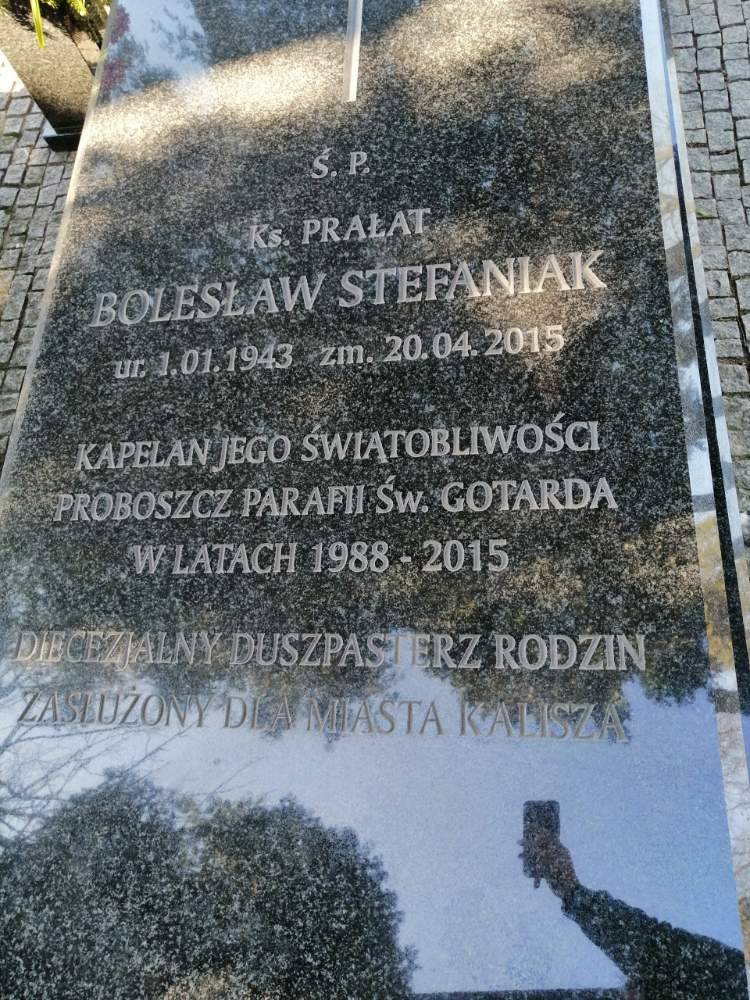 Ś. P.
Ks. PRAŁAT
BOLESŁAW STEFANIAK
ur. 1.01.1943 zm. 20.04.2015
KAPELAN JEGO ŚWIĄTOBLIWOŚCI
PROBOSZCZ PARAFII Św. GOTARDA
W LATACH 1988 - 2015
DIECEZJALNY DUSZPASTERZ RODZIN
ZASŁUŻONY DLA MIASTA KALISZA